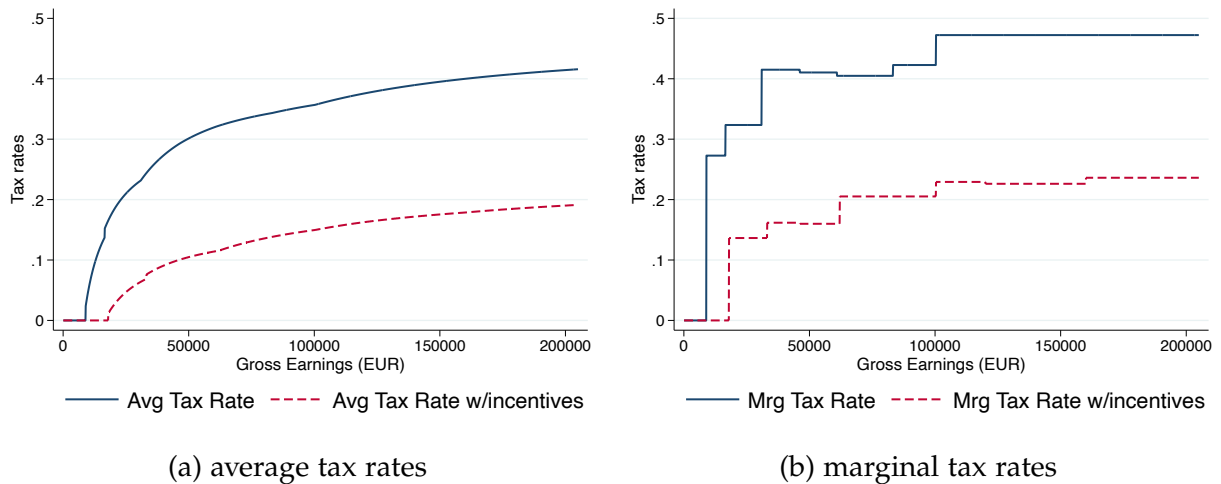 .5
.4
.3
.2
.1
0
Tax rates
0 50000 100000 150000 200000
Gross Earnings (EUR)
Avg Tax Rate Avg Tax Rate w/incentives
(a) average tax rates
.5
.4
.3
.2
.1
0
Tax rates
0 50000 100000 150000 200000
Gross Earnings (EUR)
Mrg Tax Rate Mrg Tax Rate w/incentives
(b) marginal tax rates